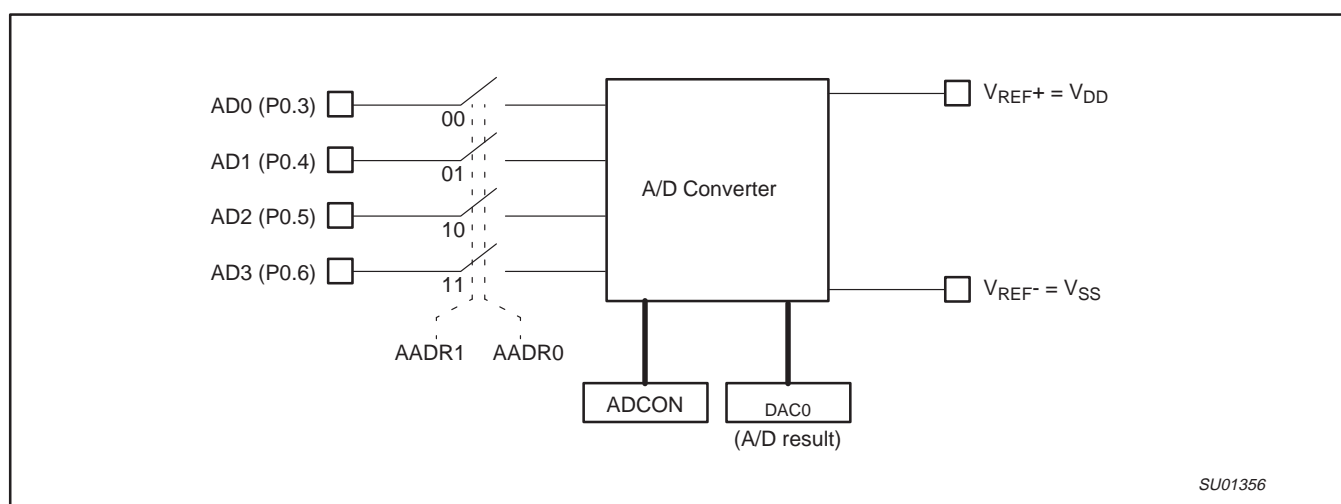 AD0 (P0.3)
00
AD1 (P0.4)
01
AD2 (P0.5)
10
AD3 (P0.6)
11
AADR1 AADR0
A/D Converter
VREF+ = VDD
VREF- = VSS
ADCON
DAC0
(A/D result)
SU01356